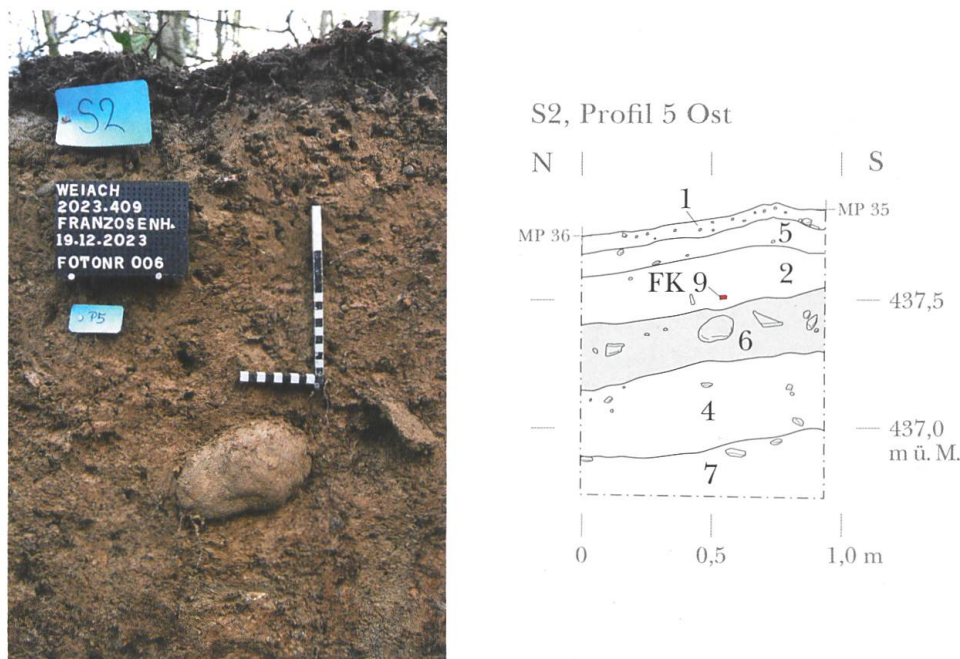 S2
WEIACH
2023.409
FRANZOSENH.
19.12.2023
FOTONR 006
P5
S2, Profil 5 Ost
N S
1
MP 35
MP 36
5
2
FK 9
437,5
6
4
437,0
m ü. M.
7
0 0,5 1,0 m